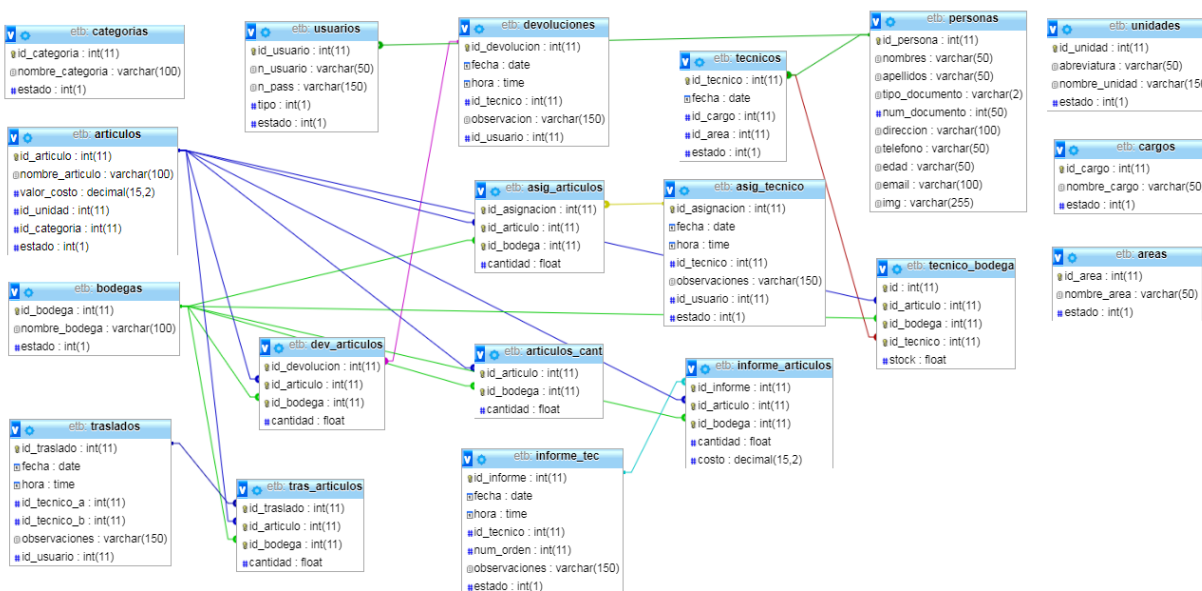 etb: categorias
id_categoria : int(11)
nombre_categoria : varchar(100)
estado : int(1)
etb: usuarios
id_usuario : int(11)
n_usuario : varchar(50)
n_pass : varchar(150)
tipo : int(1)
estado : int(1)
etb: devoluciones
id_devolucion : int(11)
fecha : date
hora : time
id_tecnico : int(11)
observacion : varchar(150)
id_usuario : int(11)
etb: tecnicos
id_tecnico : int(11)
fecha : date
id_cargo : int(11)
id_area : int(11)
estado : int(1)
etb: personas
id_persona : int(11)
nombres : varchar(50)
apellidos : varchar(50)
tipo_documento : varchar(2)
num_documento : int(50)
direccion : varchar(100)
telefono : varchar(50)
edad : varchar(50)
email : varchar(100)
img : varchar(255)
etb: unidades
id_unidad : int(11)
abreviatura : varchar(50)
nombre_unidad : varchar(150
estado : int(1)
etb: articulos
id_articulo : int(11)
nombre_articulo : varchar(100)
valor_costo : decimal(15,2)
id_unidad : int(11)
id_categoria : int(11)
estado : int(1)
etb: asig_articulos
id_asignacion : int(11)
id_articulo : int(11)
id_bodega : int(11)
cantidad : float
etb: asig_tecnico
id_asignacion : int(11)
fecha : date
hora : time
id_tecnico : int(11)
observaciones : varchar(150)
id_usuario : int(11)
estado : int(1)
etb: cargos
id_cargo : int(11)
nombre_cargo : varchar(50
estado : int(1)
etb: bodegas
id_bodega : int(11)
nombre_bodega : varchar(100)
estado : int(1)
etb: tecnico_bodega
id : int(11)
id_articulo : int(11)
id_bodega : int(11)
id_tecnico : int(11)
stock : float
etb: areas
id_area : int(11)
nombre_area : varchar(50)
estado : int(1)
etb: dev_articulos
id_devolucion : int(11)
id_articulo : int(11)
id_bodega : int(11)
cantidad : float
etb: articulos_cant
id_articulo : int(11)
id_bodega : int(11)
cantidad : float
etb: informe_articulos
id_informe : int(11)
id_articulo : int(11)
id_bodega : int(11)
cantidad : float
costo : decimal(15,2)
etb: traslados
id_traslado : int(11)
fecha : date
hora : time
id_tecnico_a : int(11)
id_tecnico_b : int(11)
observaciones : varchar(150)
id_usuario : int(11)
etb: tras_articulos
id_traslado : int(11)
id_articulo : int(11)
id_bodega : int(11)
cantidad : float
etb: informe_tec
id_informe : int(11)
fecha : date
hora : time
id_tecnico : int(11)
num_orden : int(11)
observaciones : varchar(150)
estado : int(1)